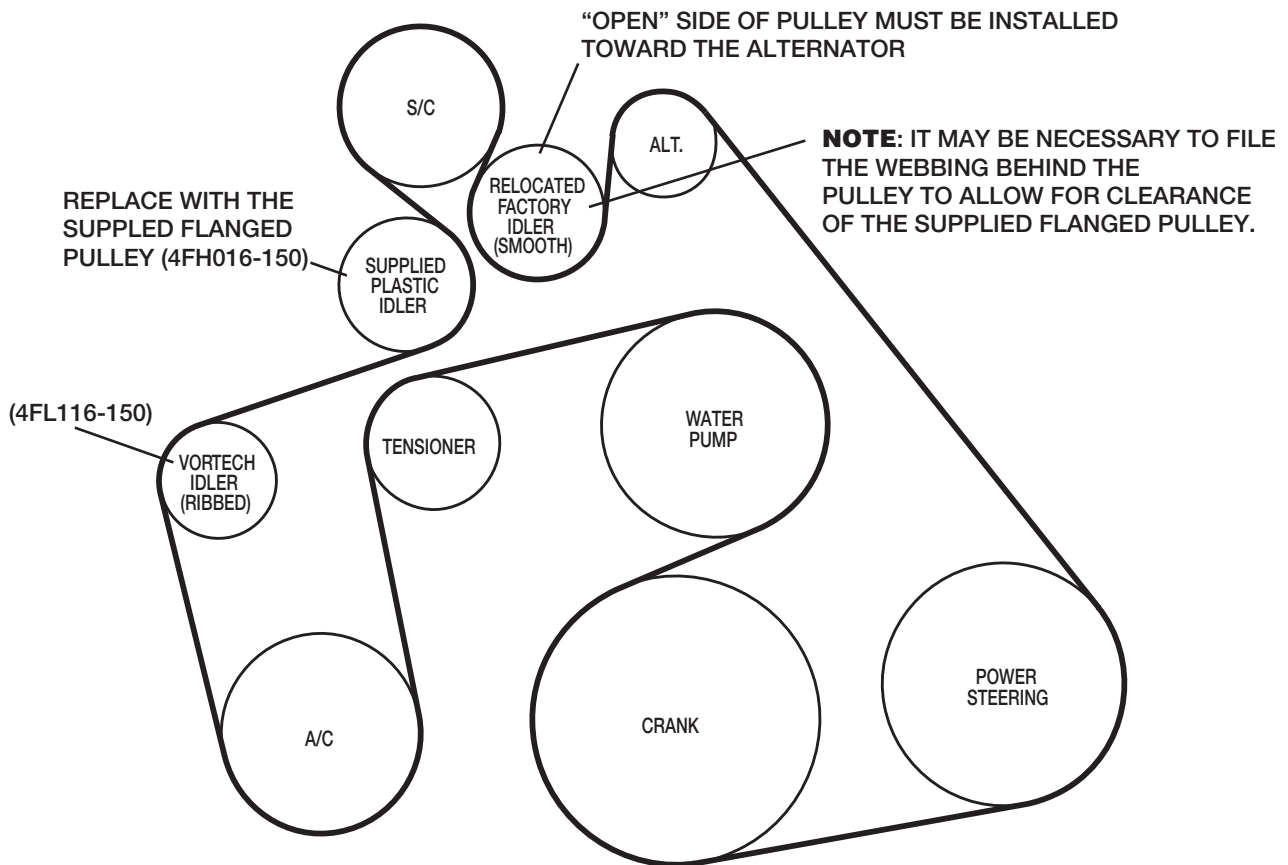 “OPEN” SIDE OF PULLEY MUST BE INSTALLED
TOWARD THE ALTERNATOR
S/C
ALT.
NOTE: IT MAY BE NECESSARY TO FILE
THE WEBBING BEHIND THE
PULLEY TO ALLOW FOR CLEARANCE
OF THE SUPPLIED FLANGED PULLEY.
RELOCATED
FACTORY
IDLER
(SMOOTH)
REPLACE WITH THE
SUPPLED FLANGED
PULLEY (4FH016-150)
SUPPLIED
PLASTIC
IDLER
(4FL116-150)
VORTECH
IDLER
(RIBBED)
TENSIONER
WATER
PUMP
A/C
CRANK
POWER
STEERING